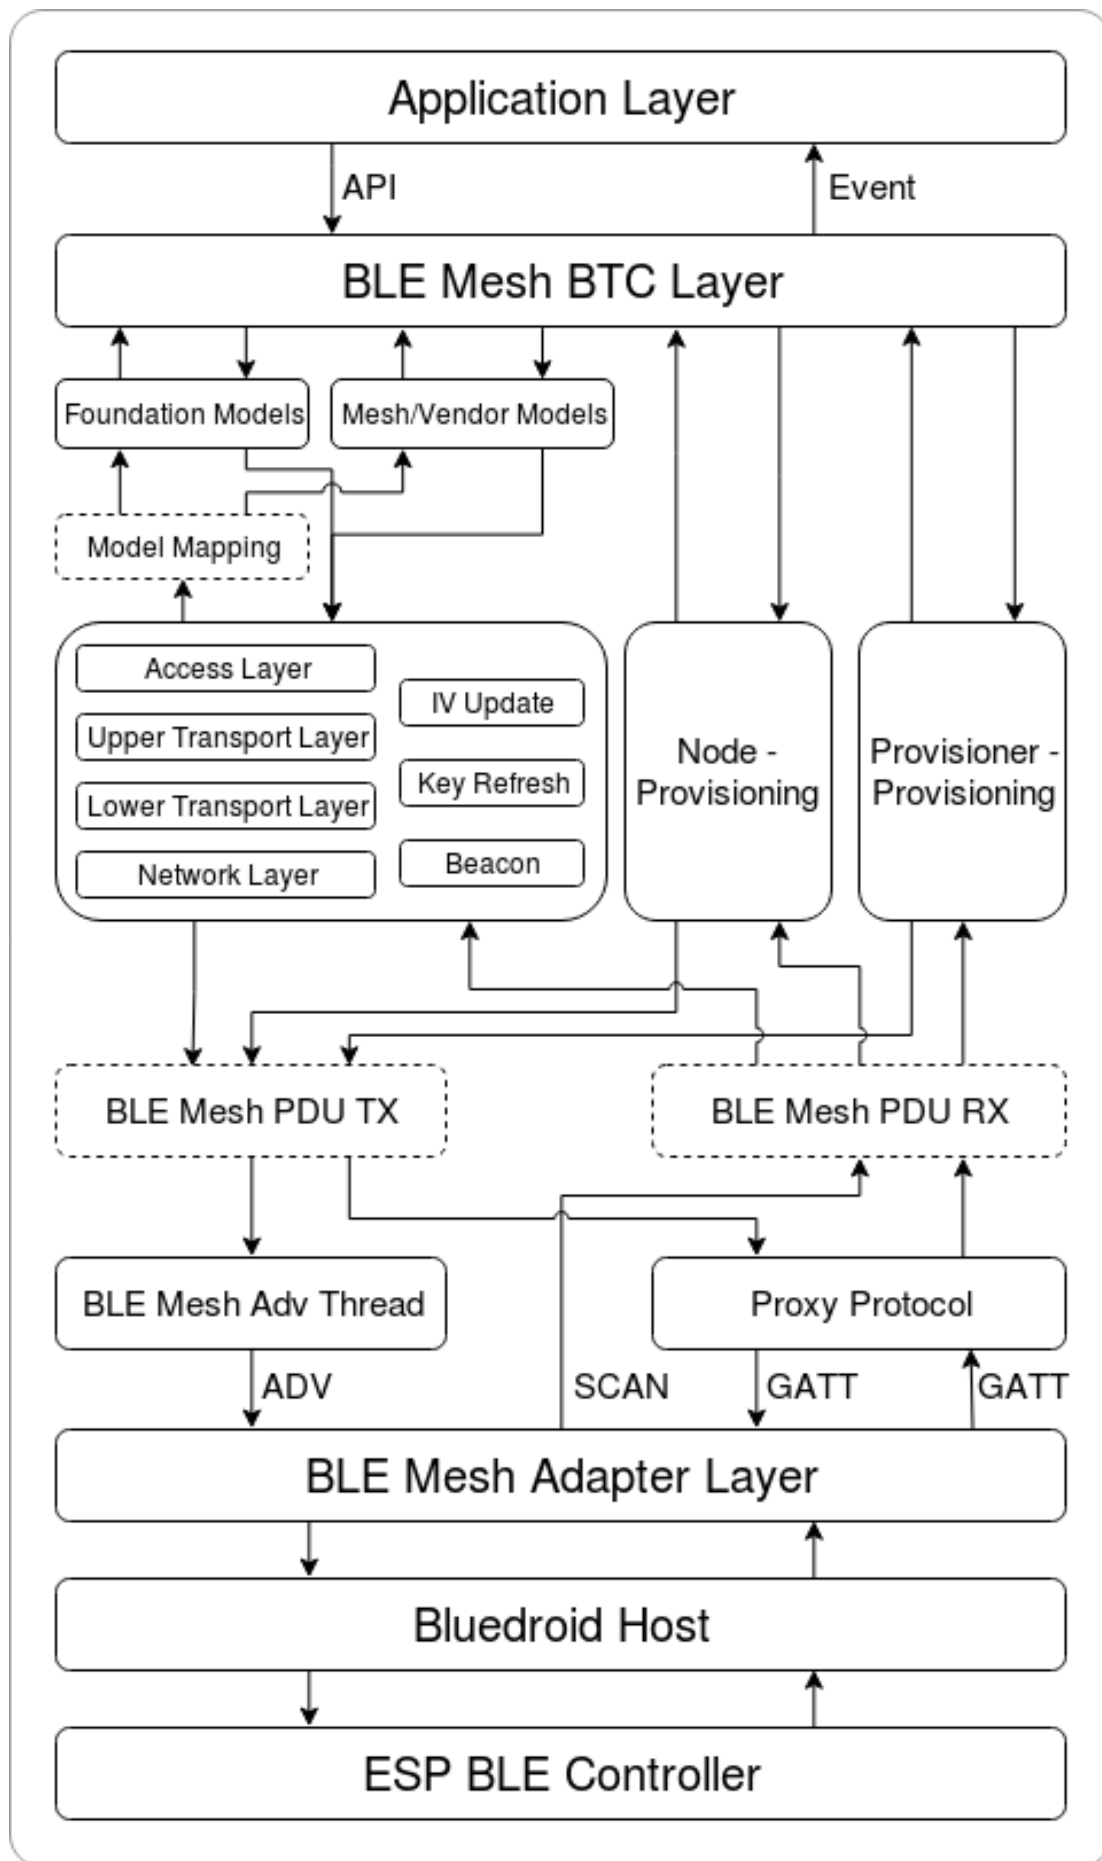 Application Layer
API
Event
BLE Mesh BTC Layer
Foundation Models
Mesh/Vendor Models
Model Mapping
Access Layer
Upper Transport Layer
Lower Transport Layer
Network Layer
IV Update
Key Refresh
Beacon
Node -
Provisioning
Provisioner -
Provisioning
BLE Mesh PDU TX
BLE Mesh PDU RX
BLE Mesh Adv Thread
Proxy Protocol
ADV
SCAN
GATT
GATT
BLE Mesh Adapter Layer
Bluedroid Host
ESP BLE Controller